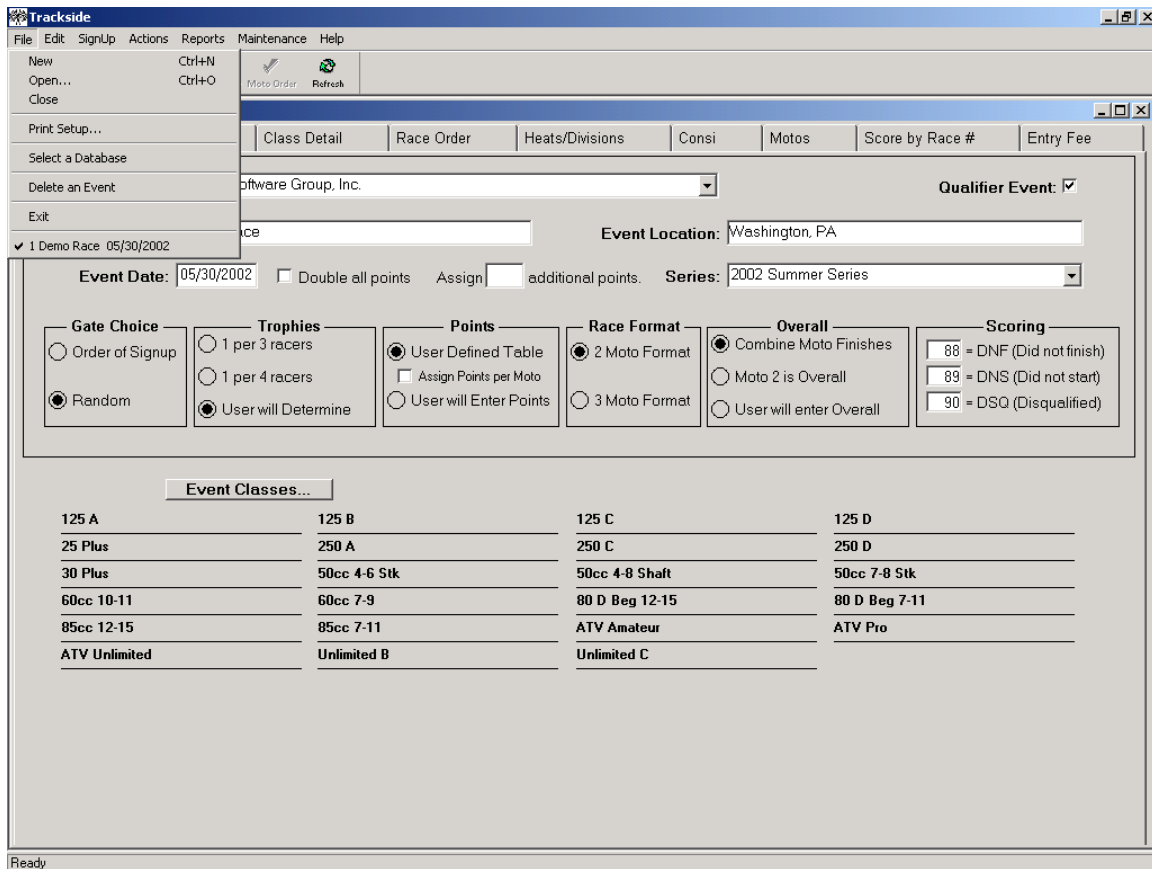 Trackside
File Edit SignUp Actions Reports Maintenance Help
New Ctrl+N
Open... Ctrl+O
Close
Print Setup...
Select a Database
Delete an Event
Exit
✔ 1 Demo Race 05/30/2002
Moto Order Refresh
Class Detail Race Order Heats/Divisions Consi Motos Score by Race # Entry Fee
oftware Group, Inc. Qualifier Event:
ace Event Location: Washington, PA
Event Date: 05/30/2002 Double all points Assign additional points. Series: 2002 Summer Series
Gate Choice
Order of Signup
Random
Trophies
1 per 3 racers
1 per 4 racers
User will Determine
Points
User Defined Table
Assign Points per Moto
User will Enter Points
Race Format
2 Moto Format
3 Moto Format
Overall
Combine Moto Finishes
Moto 2 is Overall
User will enter Overall
Scoring
88 = DNF (Did not finish)
89 = DNS (Did not start)
90 = DSQ (Disqualified)
Event Classes...
125 A 125 B 125 C 125 D
25 Plus 250 A 250 C 250 D
30 Plus 50cc 4-6 Stk 50cc 4-8 Shaft 50cc 7-8 Stk
60cc 10-11 60cc 7-9 80 D Beg 12-15 80 D Beg 7-11
85cc 12-15 85cc 7-11 ATV Amateur ATV Pro
ATV Unlimited Unlimited B Unlimited C
Ready